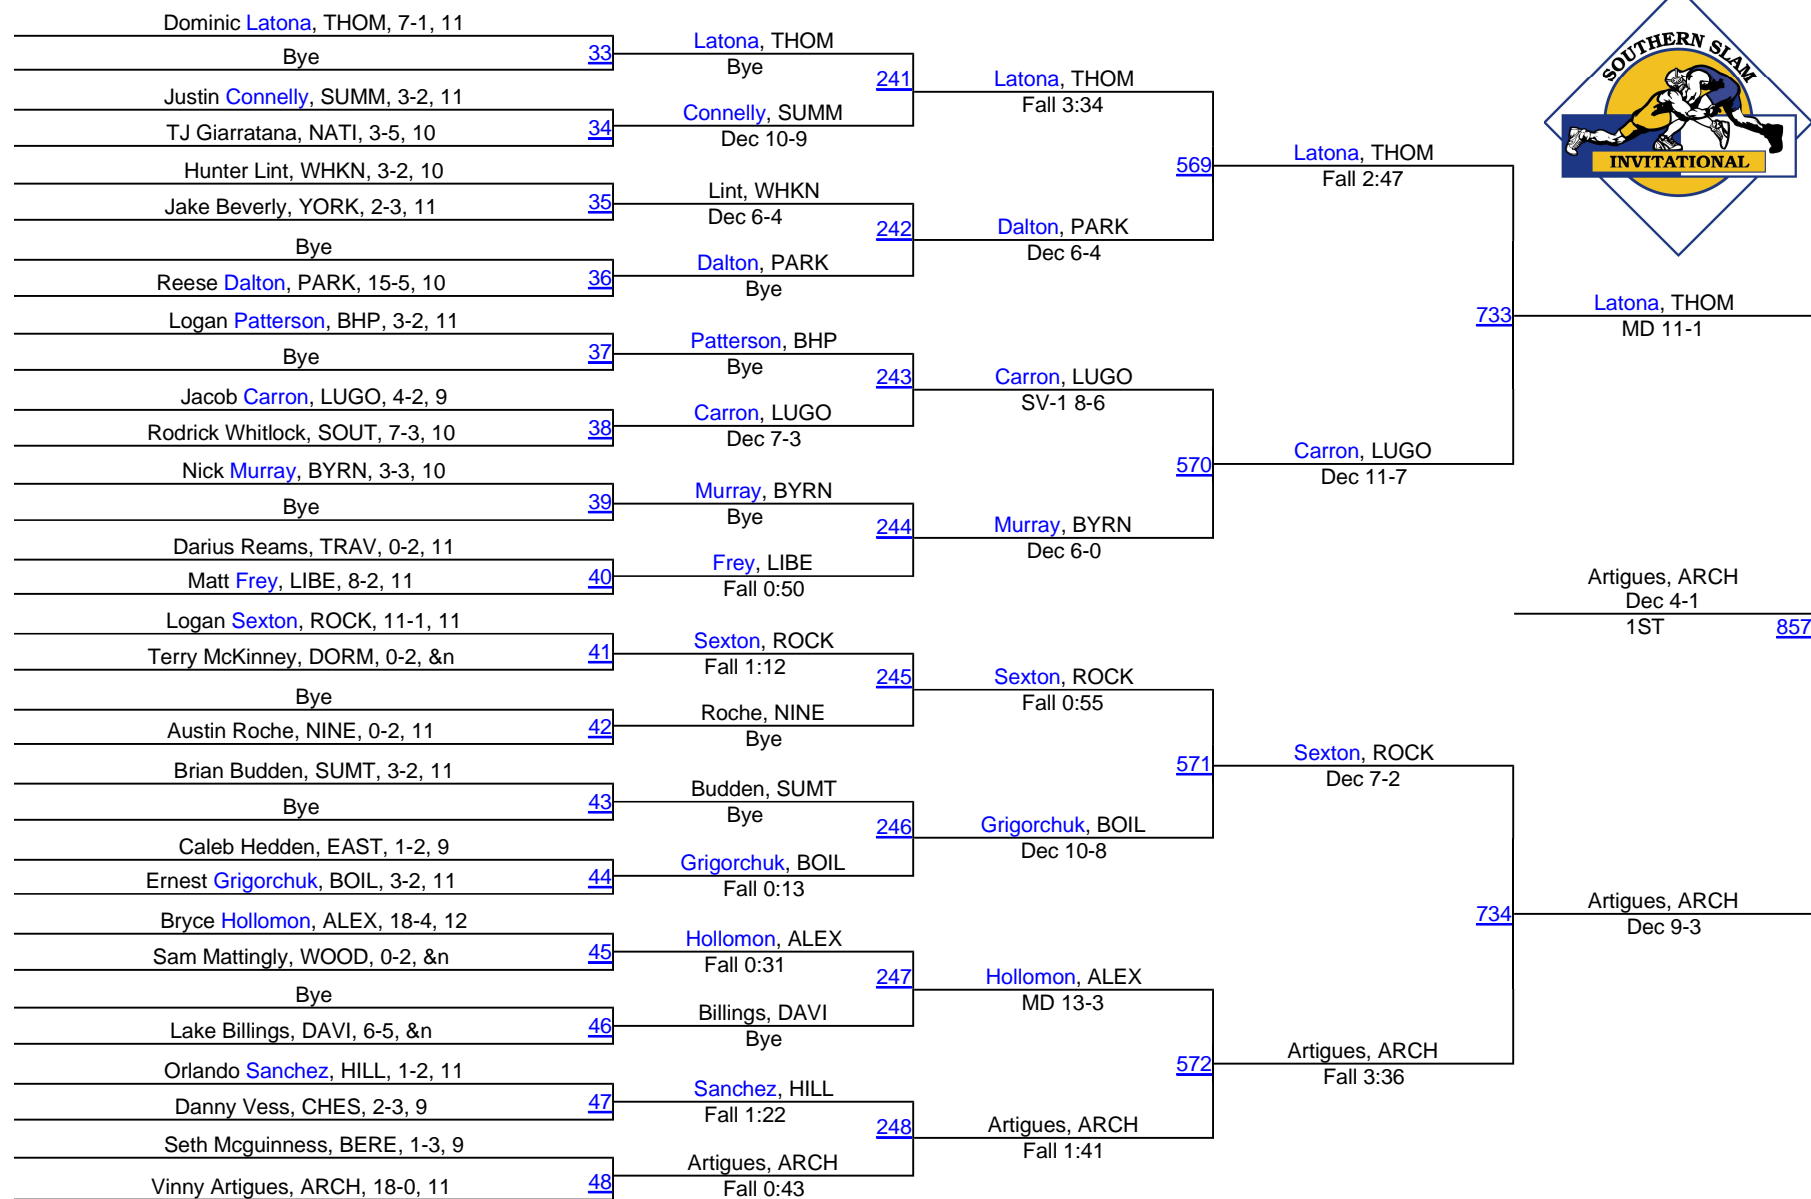 Dominic Latona, THOM, 7-1, 11
Bye
33
Justin Connelly, SUMM, 3-2, 11
TJ Giarratana, NATI, 3-5, 10
34
Hunter Lint, WHKN, 3-2, 10
Jake Beverly, YORK, 2-3, 11
35
Bye
Reese Dalton, PARK, 15-5, 10
36
Logan Patterson, BHP, 3-2, 11
Bye
37
Jacob Carron, LUGO, 4-2, 9
Rodrick Whitlock, SOUT, 7-3, 10
38
Nick Murray, BYRN, 3-3, 10
Bye
39
Darius Reams, TRAV, 0-2, 11
Matt Frey, LIBE, 8-2, 11
40
Logan Sexton, ROCK, 11-1, 11
Terry McKinney, DORM, 0-2, &n
41
Bye
Austin Roche, NINE, 0-2, 11
42
Brian Budden, SUMT, 3-2, 11
Bye
43
Caleb Hedden, EAST, 1-2, 9
Ernest Grigorchuk, BOIL, 3-2, 11
44
Bryce Hollomon, ALEX, 18-4, 12
Sam Mattingly, WOOD, 0-2, &n
45
Bye
Lake Billings, DAVI, 6-5, &n
46
Orlando Sanchez, HILL, 1-2, 11
Danny Vess, CHES, 2-3, 9
47
Seth Mcguinness, BERE, 1-3, 9
Vinny Artigues, ARCH, 18-0, 11
48
Latona, THOM
Bye
241
Connelly, SUMM
Dec 10-9
Lint, WHKN
Dec 6-4
242
Dalton, PARK
Bye
Patterson, BHP
Bye
243
Carron, LUGO
Dec 7-3
Murray, BYRN
Bye
244
Frey, LIBE
Fall 0:50
Sexton, ROCK
Fall 1:12
245
Roche, NINE
Bye
Budden, SUMT
Bye
246
Grigorchuk, BOIL
Fall 0:13
Hollomon, ALEX
Fall 0:31
247
Billings, DAVI
Bye
Sanchez, HILL
Fall 1:22
248
Artigues, ARCH
Fall 0:43
Latona, THOM
Fall 3:34
569
Dalton, PARK
Dec 6-4
Carron, LUGO
SV-1 8-6
570
Murray, BYRN
Dec 6-0
Sexton, ROCK
Fall 0:55
571
Grigorchuk, BOIL
Dec 10-8
Hollomon, ALEX
MD 13-3
572
Artigues, ARCH
Fall 1:41
Latona, THOM
Fall 2:47
733
Carron, LUGO
Dec 11-7
Sexton, ROCK
Dec 7-2
734
Artigues, ARCH
Fall 3:36
SOUTHERN SLAM
INVITATIONAL
Latona, THOM
MD 11-1
Artigues, ARCH
Dec 4-1
1ST
857
Artigues, ARCH
Dec 9-3